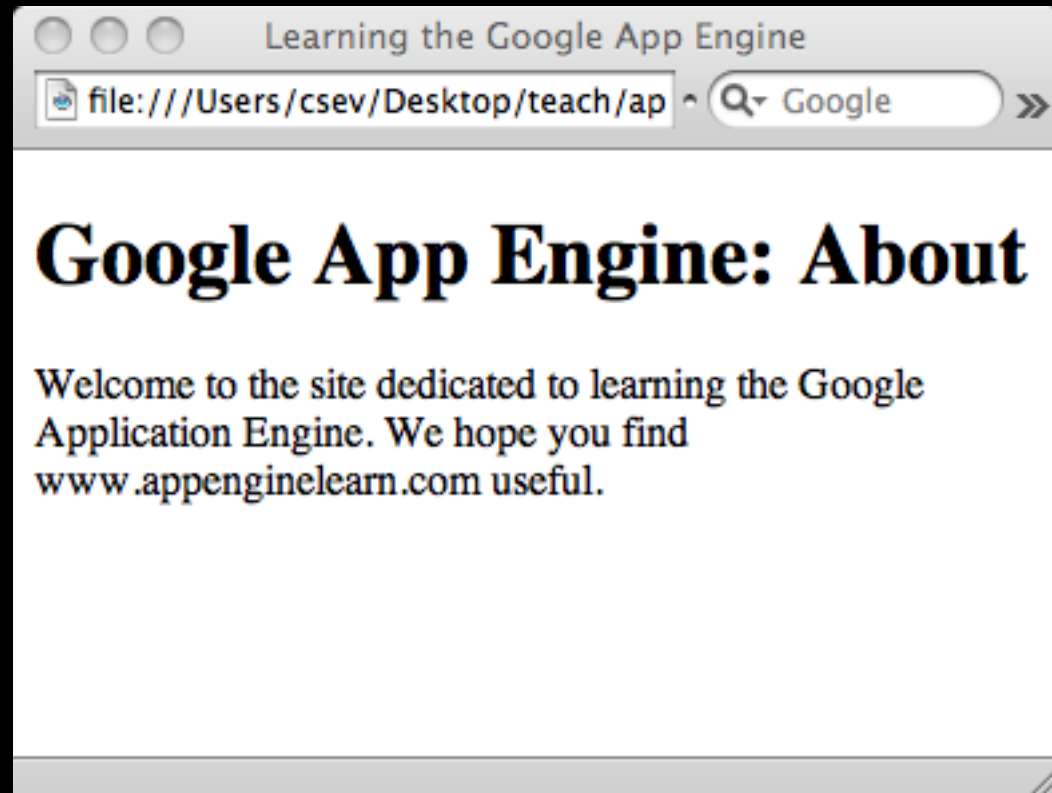 Learning the Google App Engine
file:///Users/csev/Desktop/teach/ap
Google
Google App Engine: About
Welcome to the site dedicated to learning the Google
Application Engine. We hope you find
www.appenginelearn.com useful.